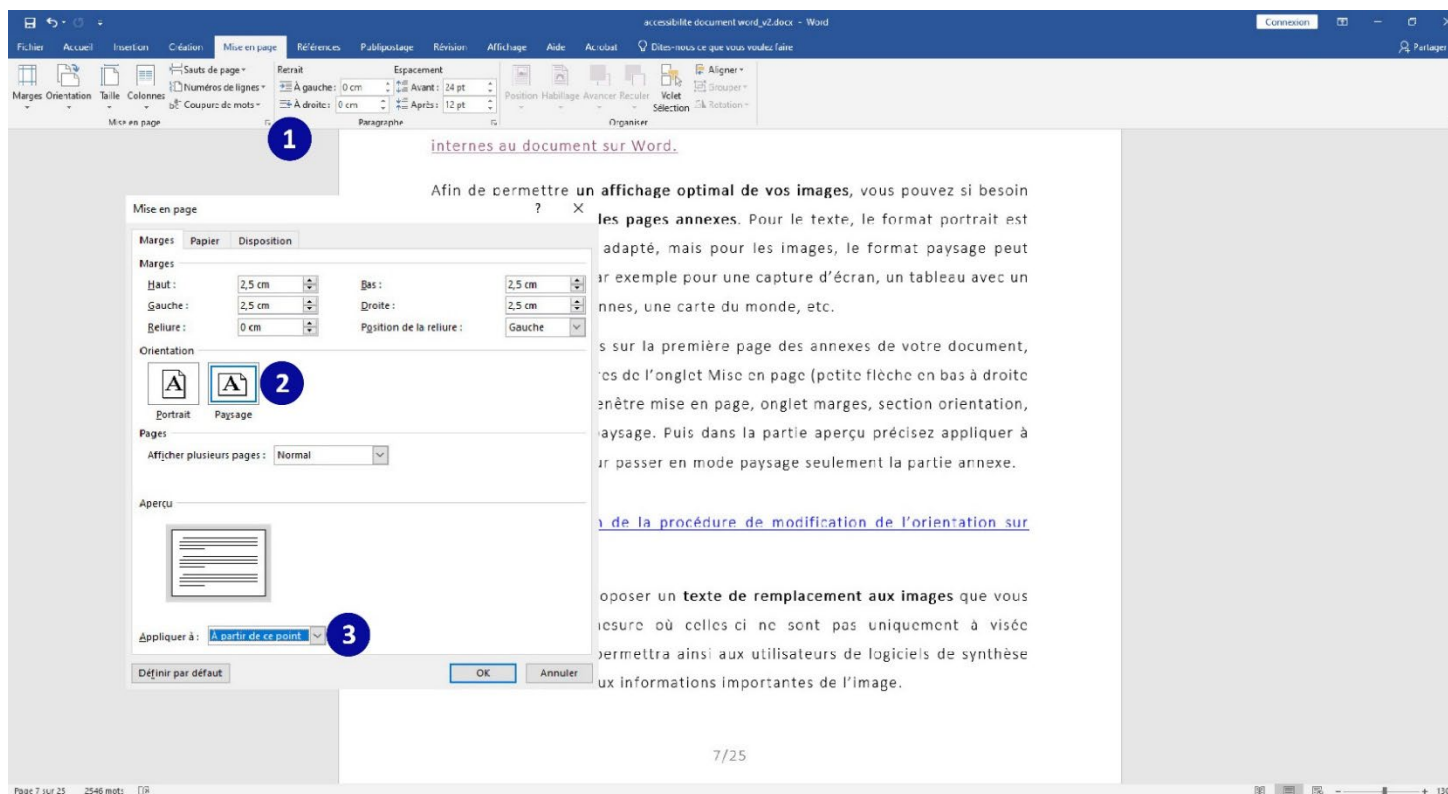 accessibilite document word_v2.docx - Word
Connexion
Fichier Accueil Insertion Création Mise en page Références Publipostage Révision Affichage Aide Acrobat Dites-nous ce que vous voulez faire Partager
Marges Orientation Taille Colonnes
Sauts de page
Numéros de lignes
Coupure de mots
Mise en page
Retrait Espacement
À gauche : 0 cm Avant : 24 pt
À droite : 0 cm Après : 12 pt
Paragraphe
Position Habillage Avancer Reculer Volet Sélection
Aligner
Grouper
Rotation
Organiser
1
internes au document sur Word.
Afin de permettre un affichage optimal de vos images, vous pouvez si besoin
les pages annexes. Pour le texte, le format portrait est
adapté, mais pour les images, le format paysage peut
ar exemple pour une capture d'écran, un tableau avec un
nnes, une carte du monde, etc.
s sur la première page des annexes de votre document,
res de l'onglet Mise en page (petite flèche en bas à droite
enêtre mise en page, onglet marges, section orientation,
aysage. Puis dans la partie aperçu précisez appliquer à
ur passer en mode paysage seulement la partie annexe.
n de la procédure de modification de l'orientation sur
oposer un texte de remplacement aux images que vous
esure où celles-ci ne sont pas uniquement à visée
permettra ainsi aux utilisateurs de logiciels de synthèse
ux informations importantes de l'image.
7/25
Mise en page ? X
Marges Papier Disposition
Marges
Haut : 2,5 cm Bas : 2,5 cm
Gauche : 2,5 cm Droite : 2,5 cm
Reliure : 0 cm Position de la reliure : Gauche
Orientation
A A 2
Portrait Paysage
Pages
Afficher plusieurs pages : Normal
Aperçu
Appliquer à : À partir de ce point 3
Définir par défaut OK Annuler
Page 7 sur 25 2546 mots